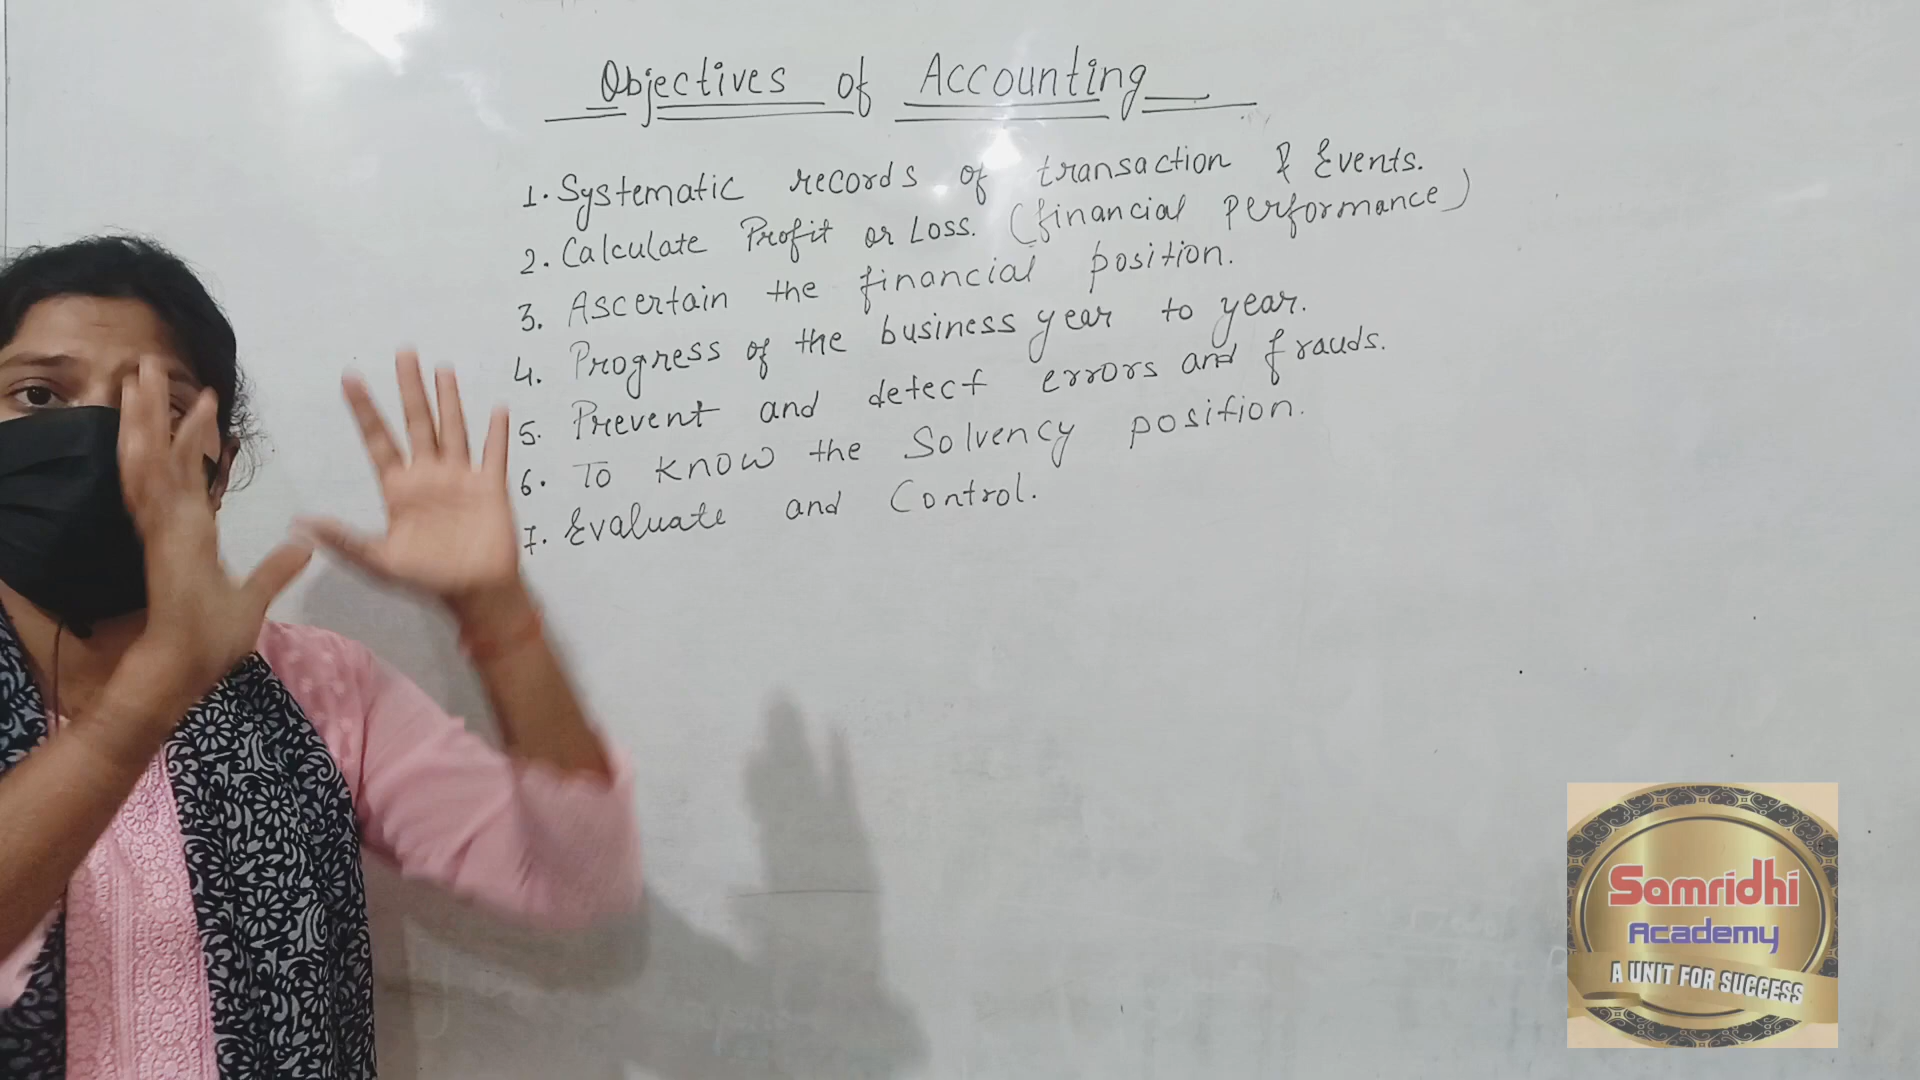 Objectives of Accounting
1. Systematic records of transaction & Events.
2. Calculate Profit or Loss. (financial Performance)
3. Ascertain the financial position.
4. Progress of the business year to year.
5. Prevent and detect errors and frauds.
6. To know the Solvency position.
7. Evaluate and Control.
Samridhi
Academy
A UNIT FOR SUCCESS